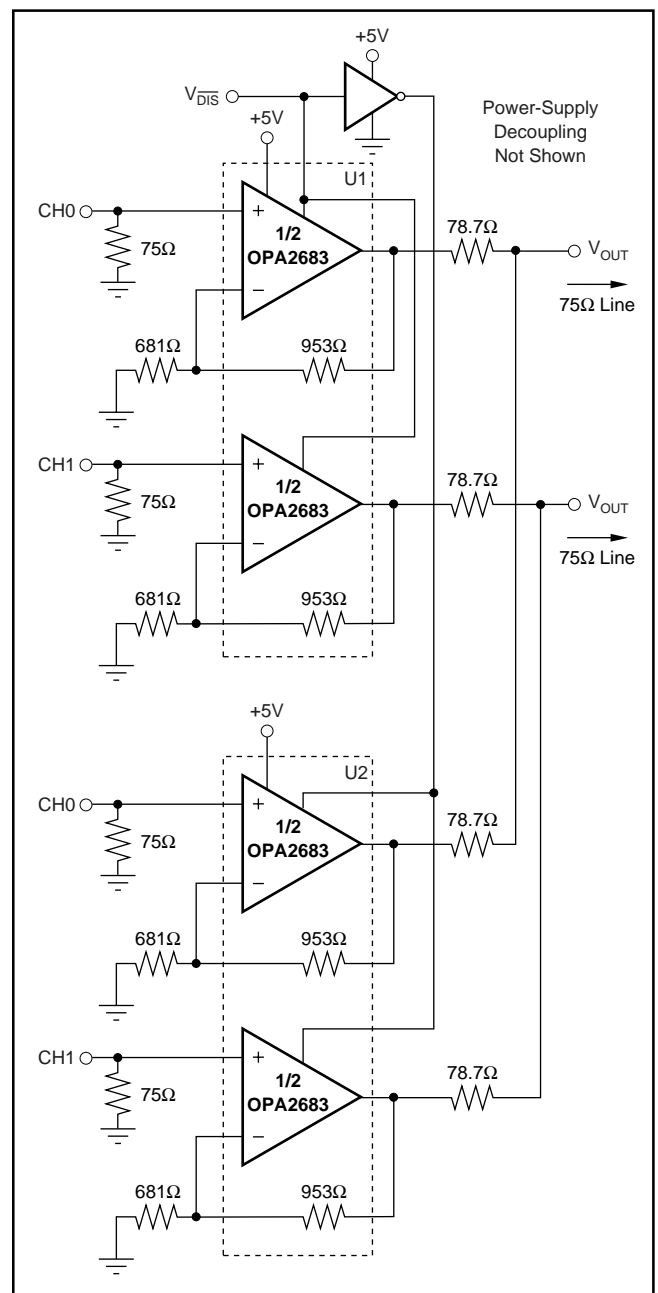 +5V
V_DIS̅
Power-Supply
Decoupling
Not Shown
+5V
U1
CH0
+
1/2
OPA2683
−
75Ω
78.7Ω
V_OUT
75Ω Line
681Ω
953Ω
CH1
+
1/2
OPA2683
−
75Ω
78.7Ω
V_OUT
75Ω Line
681Ω
953Ω
+5V
U2
CH0
+
1/2
OPA2683
−
75Ω
78.7Ω
681Ω
953Ω
CH1
+
1/2
OPA2683
−
75Ω
78.7Ω
681Ω
953Ω